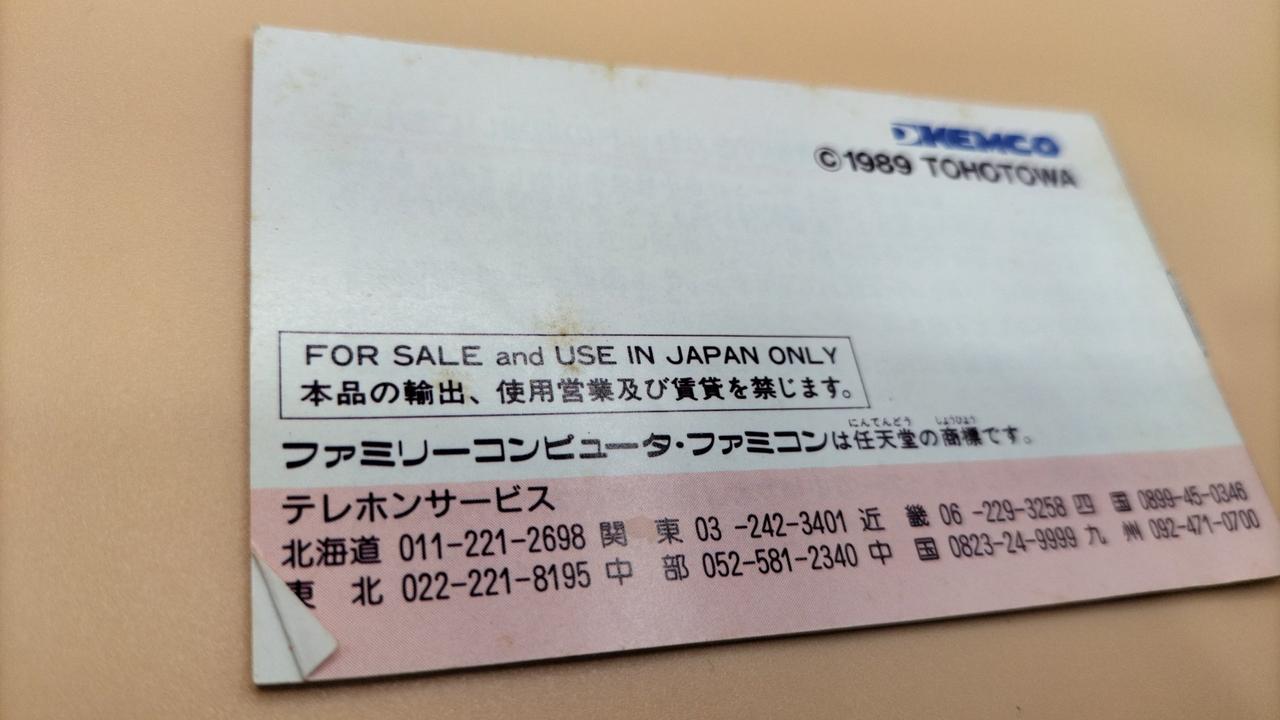 KEMCO
©1989 TOHOTOWA
FOR SALE and USE IN JAPAN ONLY
本品の輸出、使用営業及び賃貸を禁じます。
ファミリーコンピュータ・ファミコンは任天堂の商標です。
にんてんどう しょうひょう
テレホンサービス
北海道 011-221-2698 関 東 03 -242-3401 近 畿 06 -229-3258 四 国 0899-45-0346
東 北 022-221-8195 中 部 052-581-2340 中 国 0823-24-9999 九 州 092-471-0700